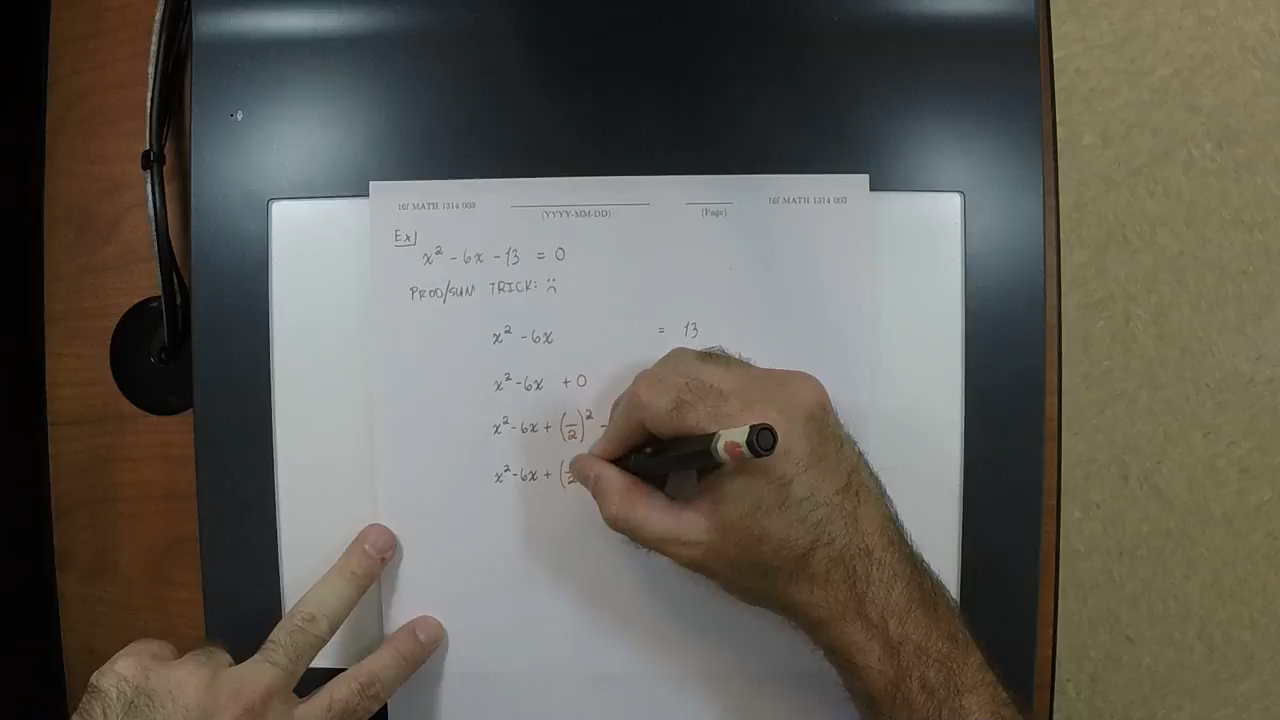 16f MATH 1314 003 (YYYY-MM-DD) (Page) 16f MATH 1314 003
Ex)
x² - 6x - 13 = 0
PROD/SUM TRICK: ☹
x² - 6x = 13
x² - 6x + 0
x² - 6x + (—/2)² -
x² - 6x + (—/2